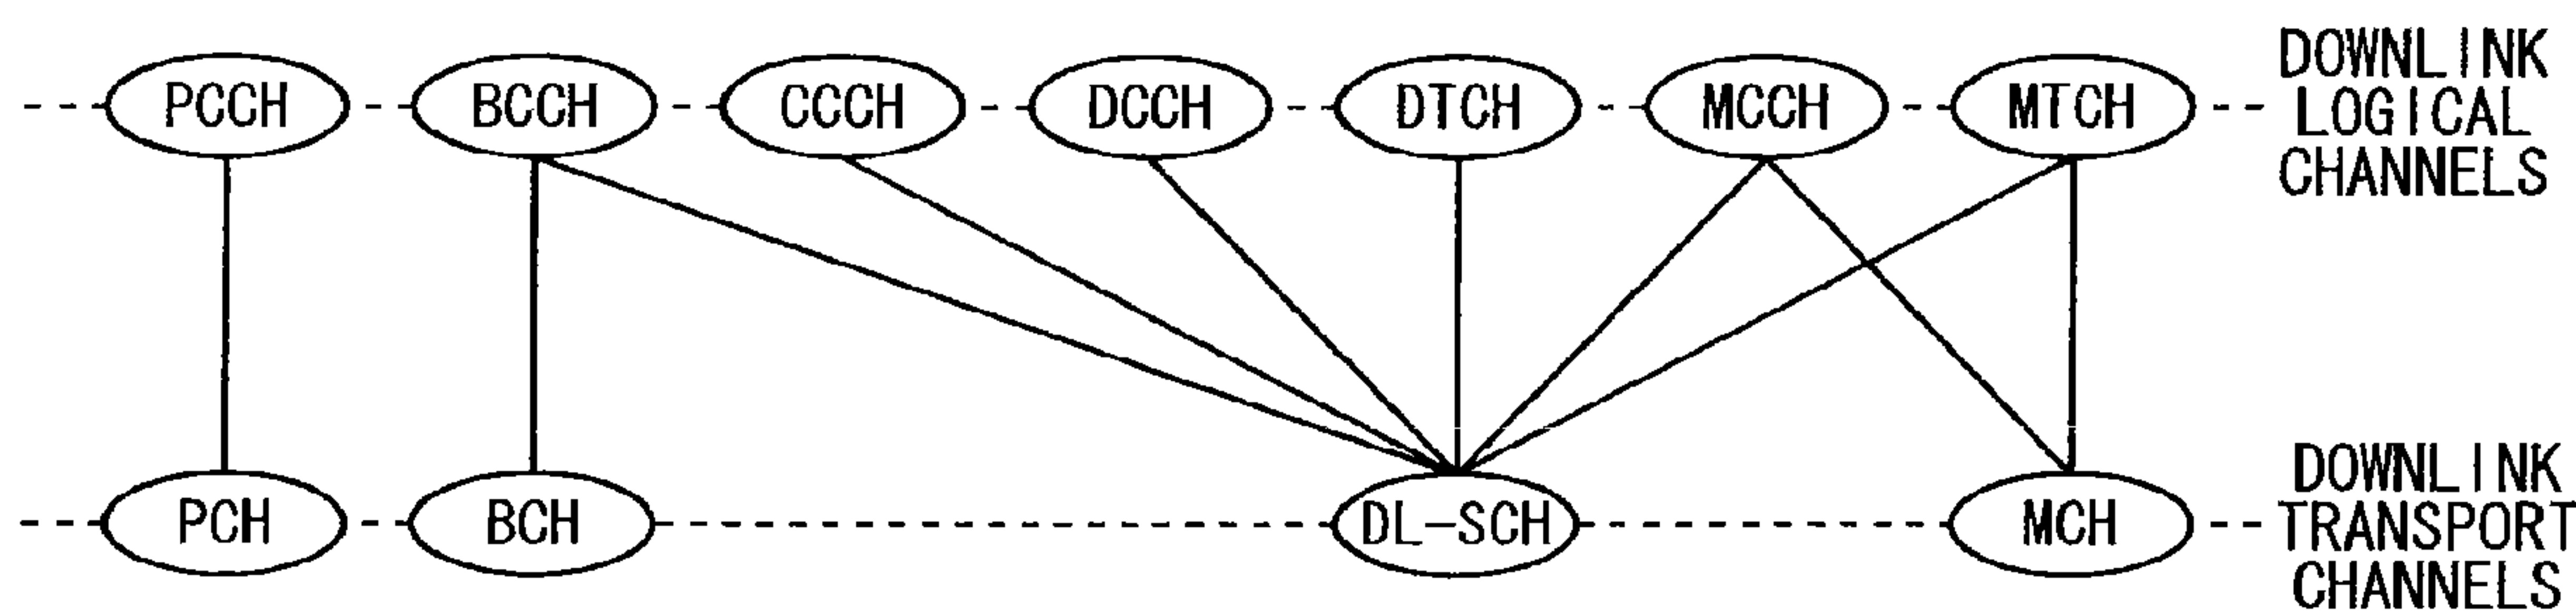 PCCH BCCH CCCH DCCH DTCH MCCH MTCH
DOWNLINK
LOGICAL
CHANNELS
PCH BCH DL-SCH MCH
DOWNLINK
TRANSPORT
CHANNELS